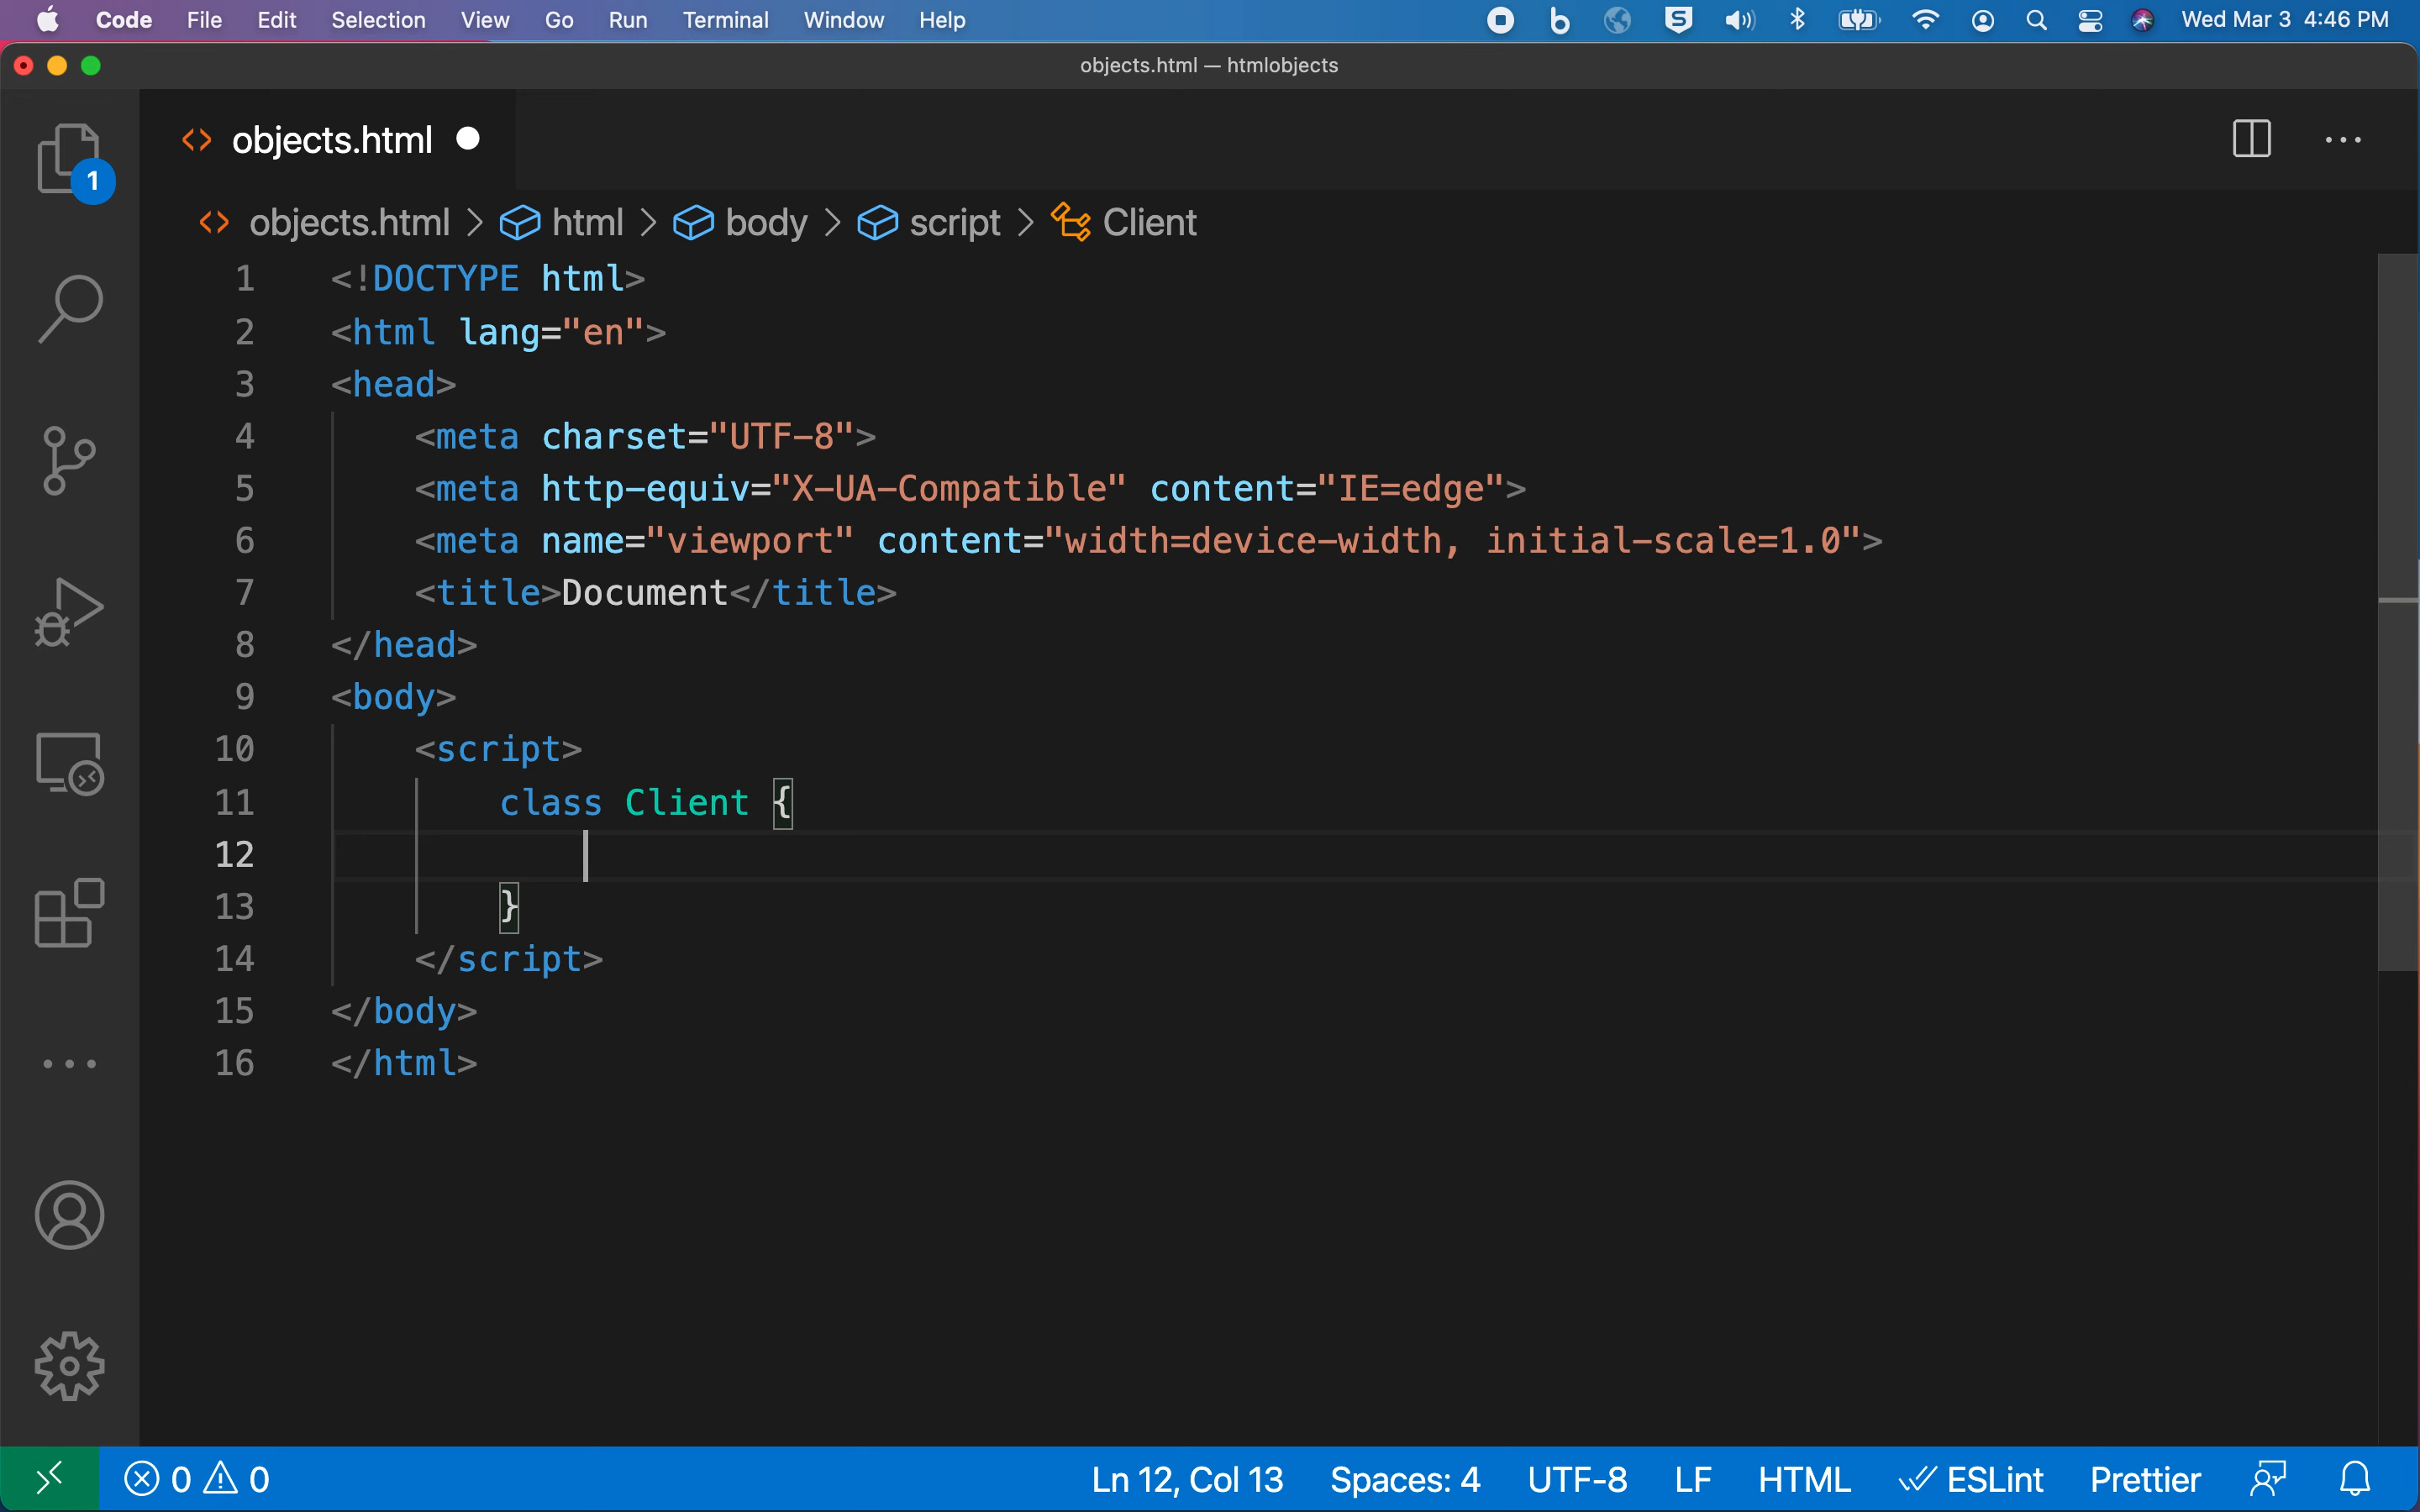 Code File Edit Selection View Go Run Terminal Window Help Wed Mar 3 4:46 PM
objects.html — htmlobjects
<> objects.html
1
<> objects.html > html > body > script > Client
1 <!DOCTYPE html>
2 <html lang="en">
3 <head>
4 <meta charset="UTF-8">
5 <meta http-equiv="X-UA-Compatible" content="IE=edge">
6 <meta name="viewport" content="width=device-width, initial-scale=1.0">
7 <title>Document</title>
8 </head>
9 <body>
10 <script>
11 class Client {
12
13 }
14 </script>
15 </body>
16 </html>
0 0 Ln 12, Col 13 Spaces: 4 UTF-8 LF HTML ESLint Prettier